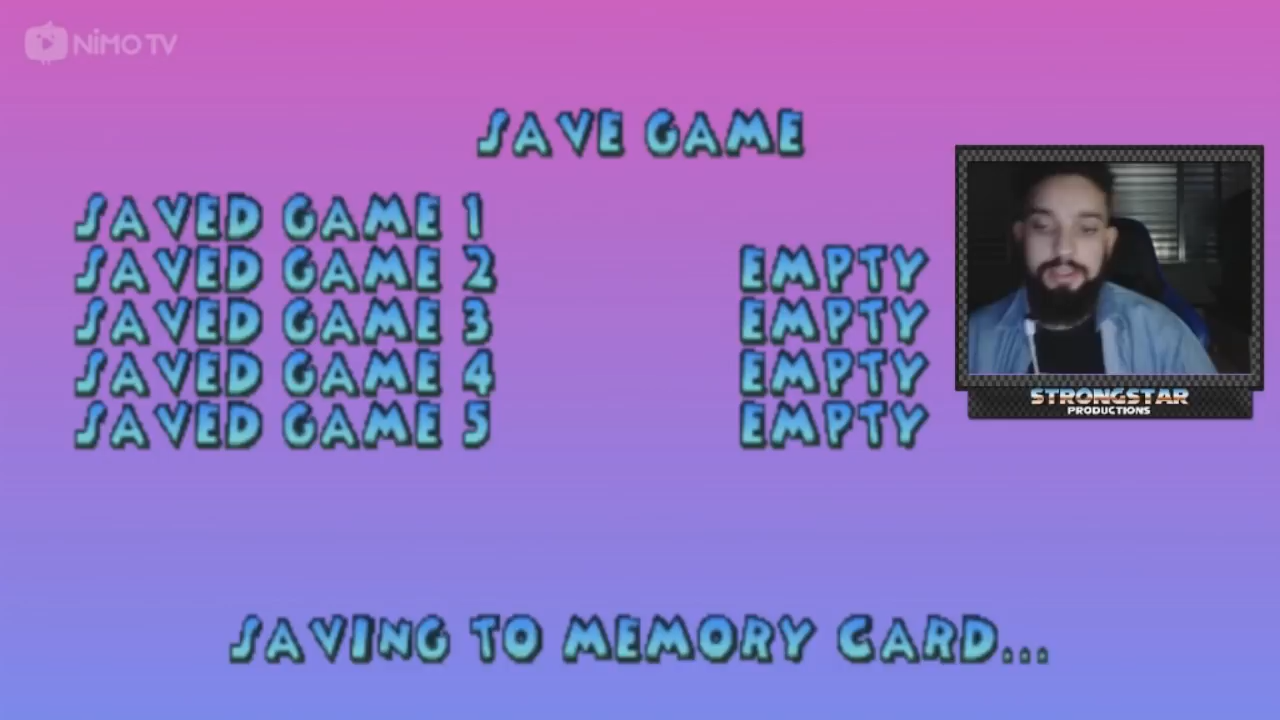 NIMO TV
SAVE GAME
SAVED GAME 1
SAVED GAME 2 EMPTY
SAVED GAME 3 EMPTY
SAVED GAME 4 EMPTY
SAVED GAME 5 EMPTY
STRONGSTAR
PRODUCTIONS
SAVING TO MEMORY CARD...